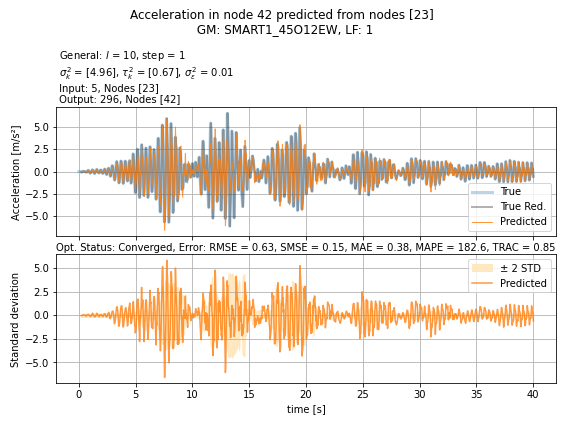 Acceleration in node 42 predicted from nodes [23]
GM: SMART1_45O12EW, LF: 1
General: l = 10, step = 1
σ²ₖ = [4.96], τ²ₖ = [0.67], σ²ε = 0.01
Input: 5, Nodes [23]
Output: 296, Nodes [42]
Acceleration [m/s²]
5.0
2.5
0.0
−2.5
−5.0
True
True Red.
Predicted
Opt. Status: Converged, Error: RMSE = 0.63, SMSE = 0.15, MAE = 0.38, MAPE = 182.6, TRAC = 0.85
Standard deviation
5.0
2.5
0.0
−2.5
−5.0
± 2 STD
Predicted
0 5 10 15 20 25 30 35 40
time [s]